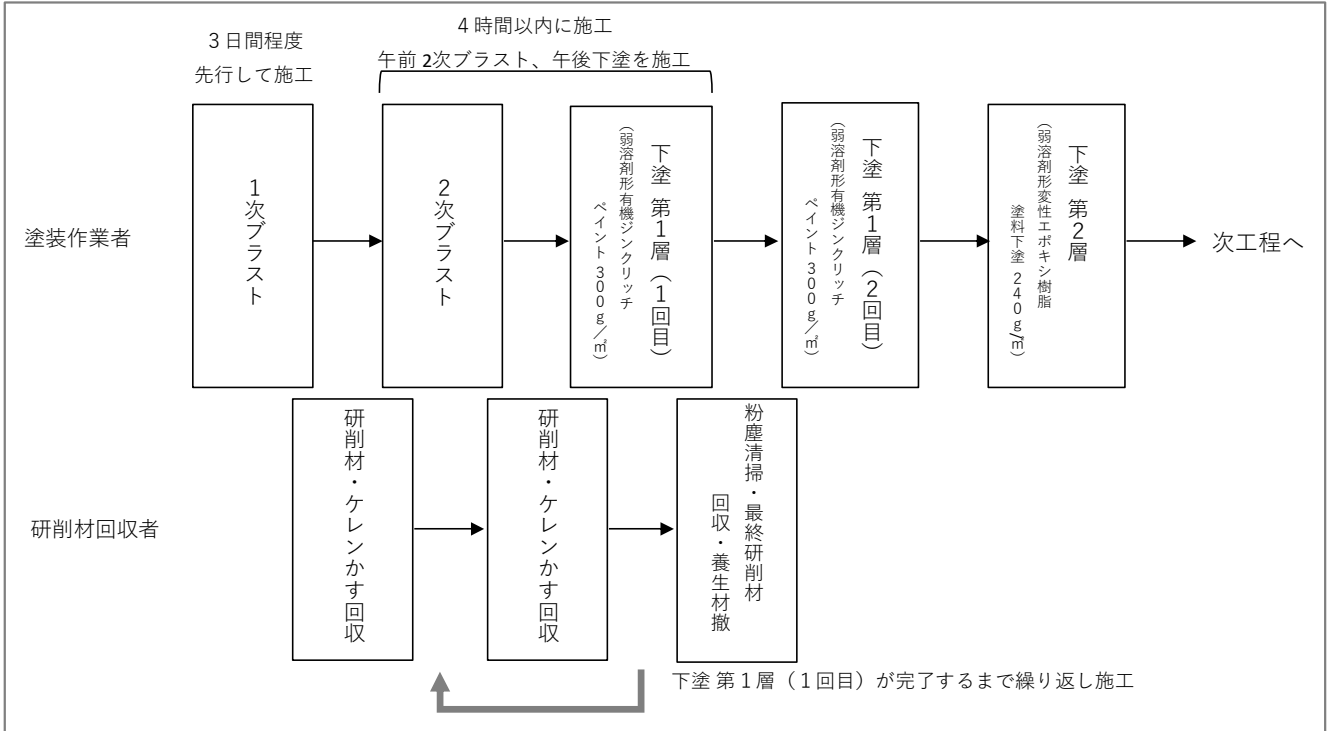 3日間程度
先行して施工
4時間以内に施工
午前 2次ブラスト、午後下塗を施工
塗装作業者
1次ブラスト
2次ブラスト
下塗 第1層（1回目）
（弱溶剤形有機ジンクリッチ
ペイント 300g／㎡）
下塗 第1層（2回目）
（弱溶剤形有機ジンクリッチ
ペイント 300g／㎡）
下塗 第2層
（弱溶剤形変性エポキシ樹脂
塗料下塗 240g/㎡）
次工程へ
研削材回収者
研削材・ケレンかす回収
研削材・ケレンかす回収
粉塵清掃・最終研削材
回収・養生材撤
下塗 第1層（1回目）が完了するまで繰り返し施工